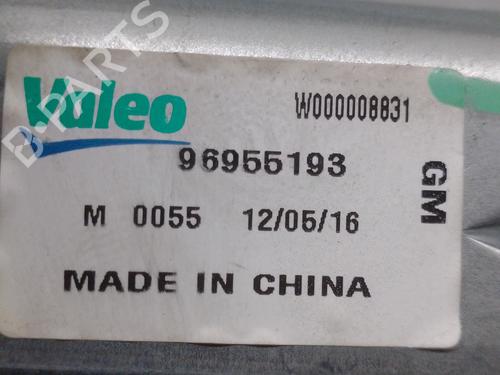 Valeo
W000008831
96955193
GM
M 0055 12/05/16
MADE IN CHINA
B-PARTS